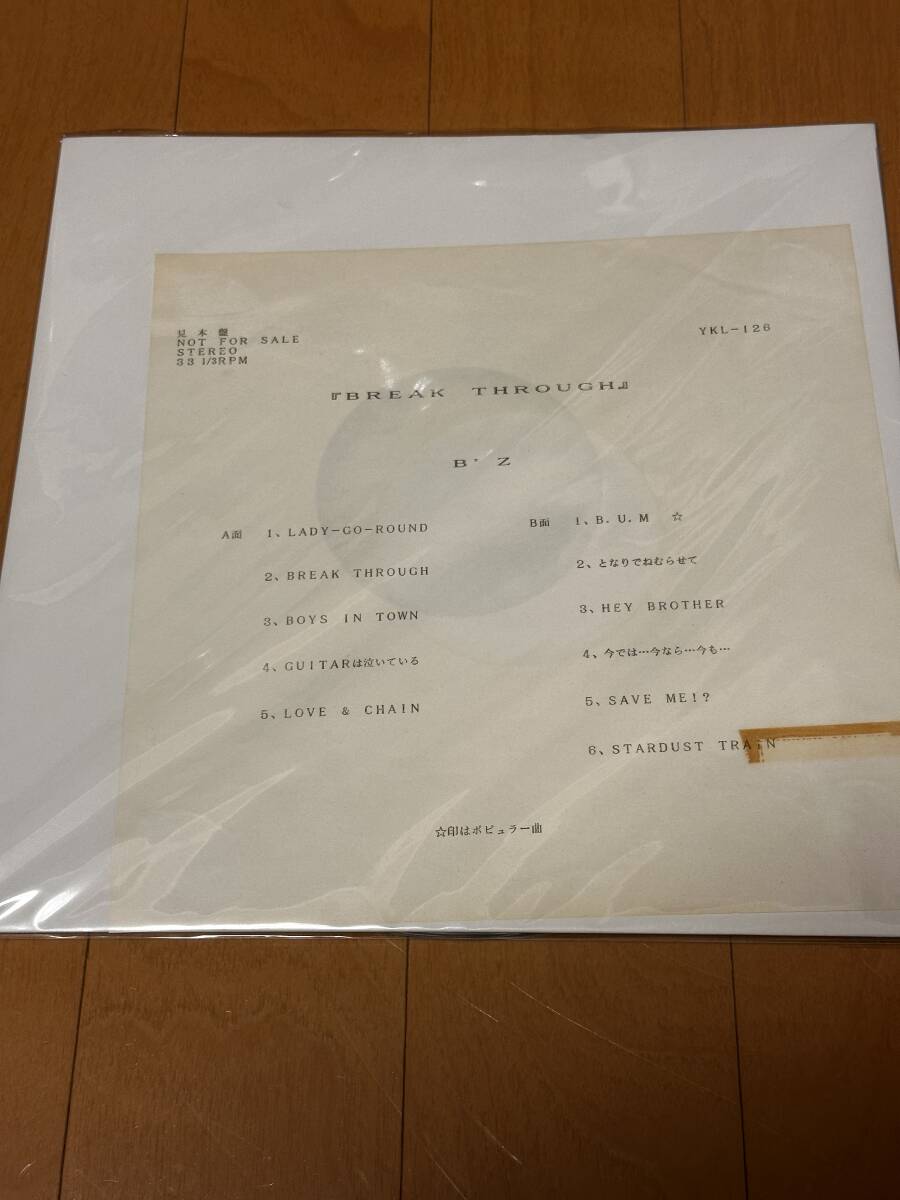 見本盤
NOT FOR SALE
STEREO
33 1/3RPM
YKL-126
『BREAK THROUGH』
B'Z
A面 1、LADY-GO-ROUND
2、BREAK THROUGH
3、BOYS IN TOWN
4、GUITARは泣いている
5、LOVE & CHAIN
B面 1、B.U.M ☆
2、となりでねむらせて
3、HEY BROTHER
4、今では…今なら…今も…
5、SAVE ME!?
6、STARDUST TRAIN
☆印はポピュラー曲